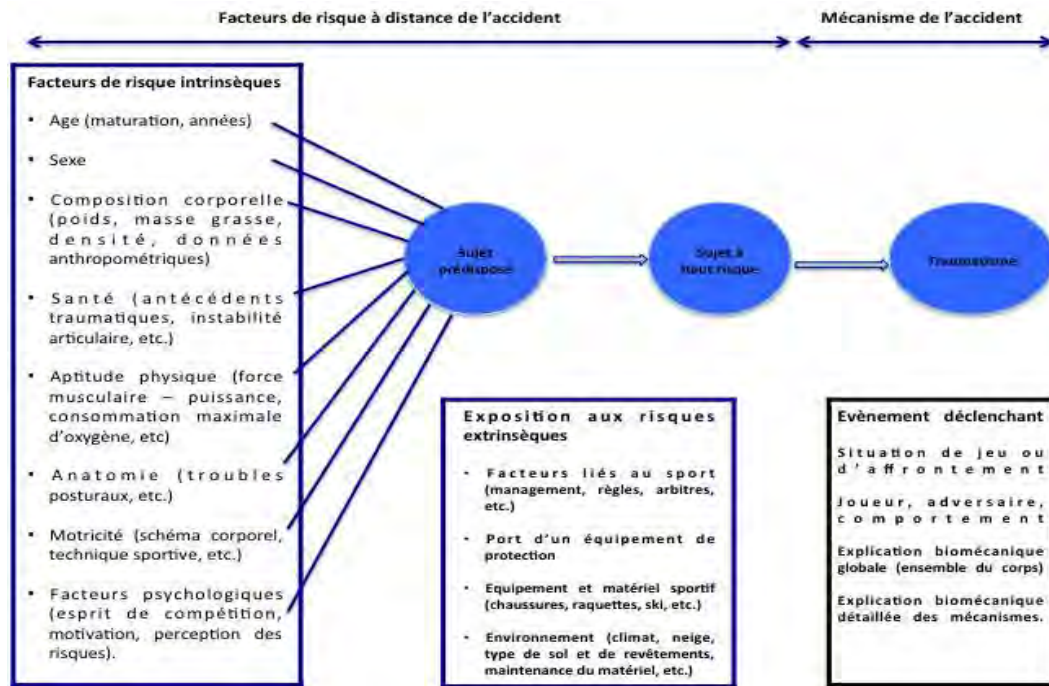 Facteurs de risque à distance de l'accident
Mécanisme de l'accident
Facteurs de risque intrinsèques
• Age (maturation, années)
• Sexe
• Composition corporelle
(poids, masse grasse,
densité, données
anthropométriques)
• Santé (antécédents
traumatiques, instabilité
articulaire, etc.)
• Aptitude physique (force
musculaire – puissance,
consommation maximale
d'oxygène, etc)
• Anatomie (troubles
posturaux, etc.)
• Motricité (schéma corporel,
technique sportive, etc.)
• Facteurs psychologiques
(esprit de compétition,
motivation, perception des
risques).
Sujet
prédisposé
Sujet à
haut risque
Traumatisme
Exposition aux risques
extrinsèques
- Facteurs liés au sport
(management, règles, arbitres,
etc.)
- Port d'un équipement de
protection
- Equipement et matériel sportif
(chaussures, raquettes, ski, etc.)
- Environnement (climat, neige,
type de sol et de revêtements,
maintenance du matériel, etc.)
Evènement déclenchant
Situation de jeu ou
d'affrontement
Joueur, adversaire,
comportement
Explication biomécanique
globale (ensemble du corps)
Explication biomécanique
détaillée des mécanismes.